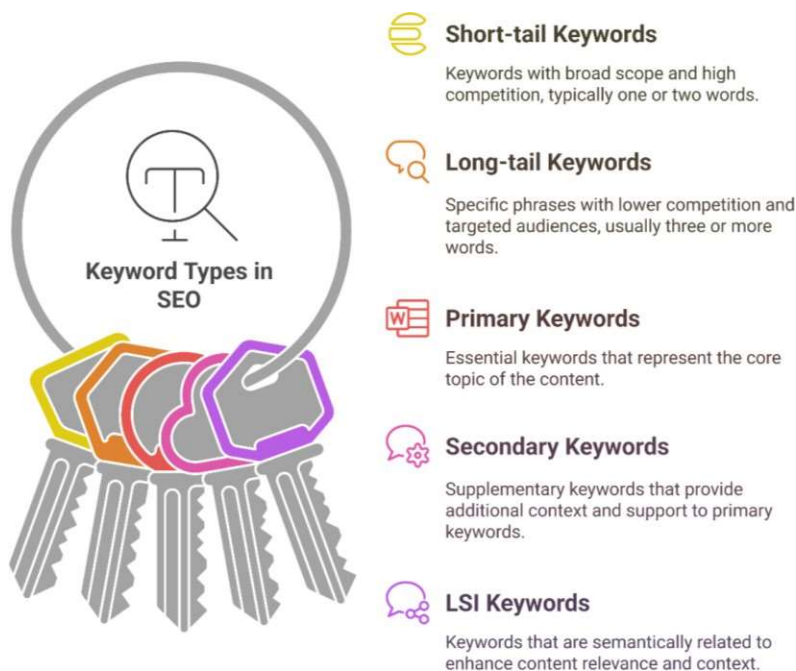 Keyword Types in
SEO
Short-tail Keywords
Keywords with broad scope and high
competition, typically one or two words.
Long-tail Keywords
Specific phrases with lower competition and
targeted audiences, usually three or more
words.
W
Primary Keywords
Essential keywords that represent the core
topic of the content.
Secondary Keywords
Supplementary keywords that provide
additional context and support to primary
keywords.
LSI Keywords
Keywords that are semantically related to
enhance content relevance and context.